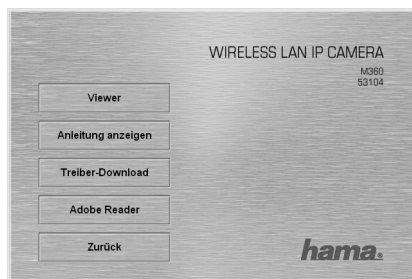 WIRELESS LAN IP CAMERA
M360
53104
Viewer
Anleitung anzeigen
Treiber-Download
Adobe Reader
Zurück
hama®